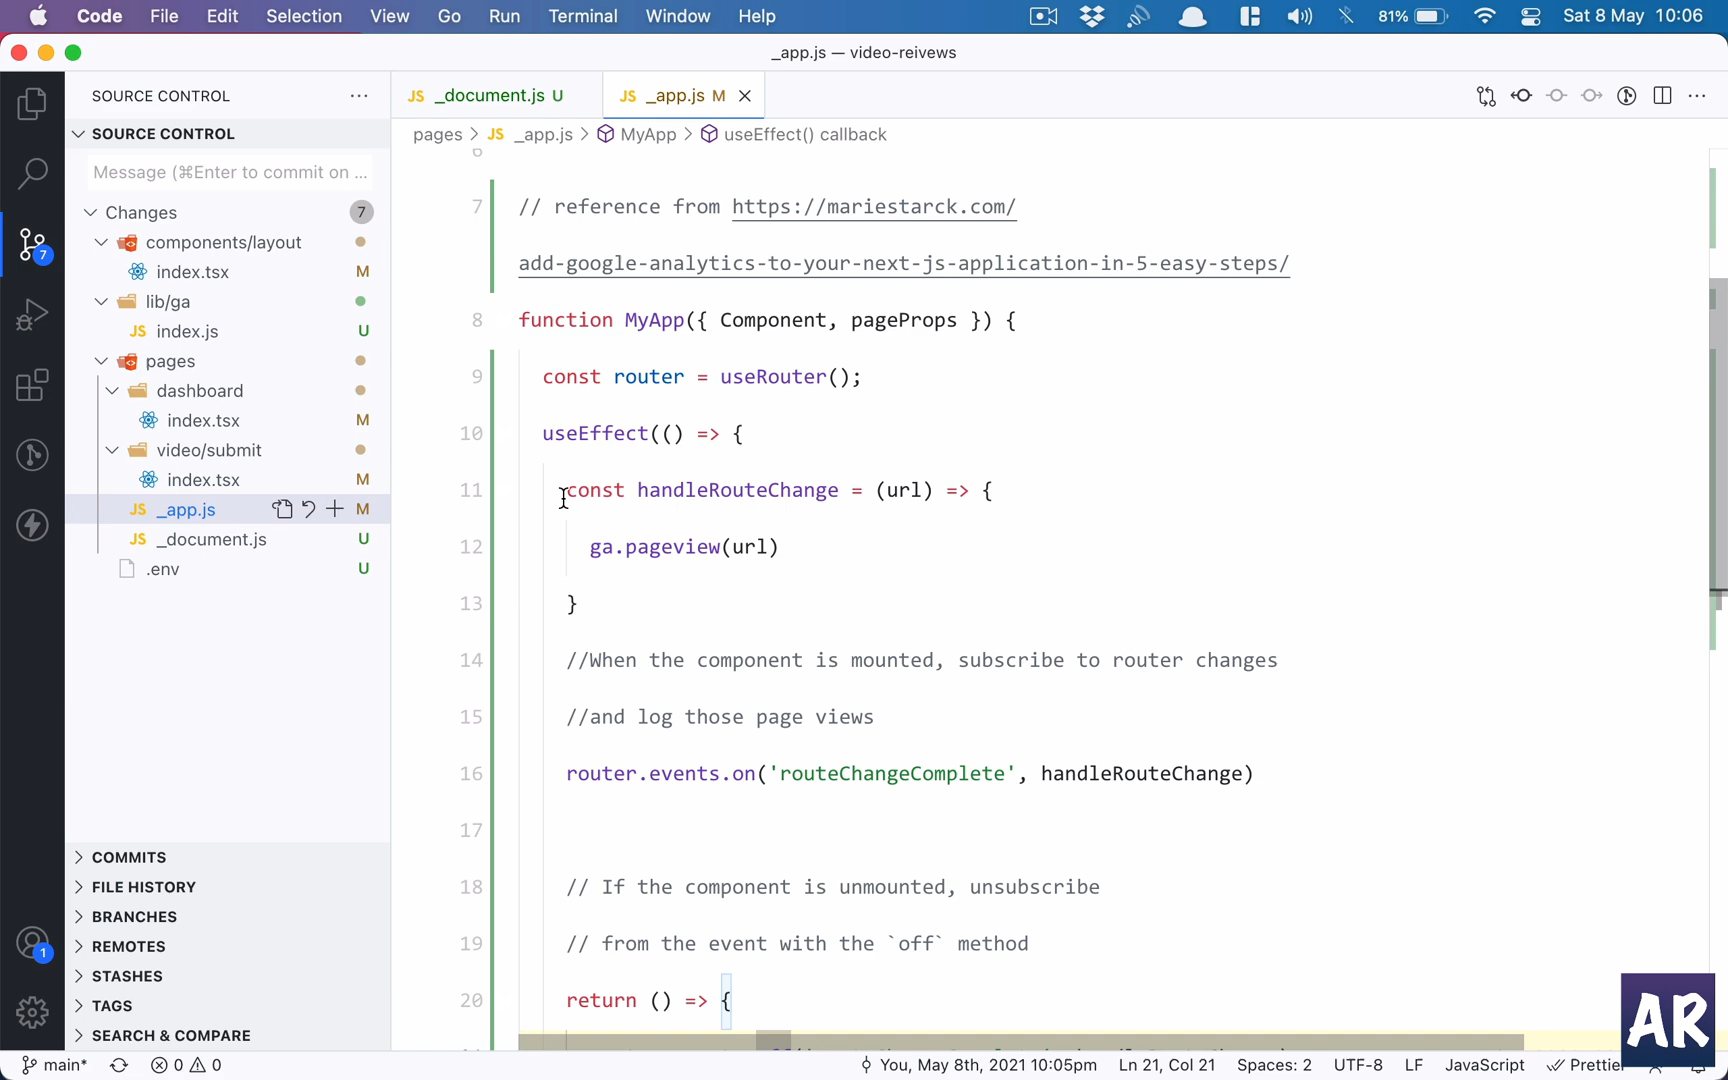 Code File Edit Selection View Go Run Terminal Window Help 81% Sat 8 May 10:06
_app.js — video-reivews
SOURCE CONTROL
JS _document.js U
JS _app.js M
SOURCE CONTROL
pages > JS _app.js > MyApp > useEffect() callback
Message (⌘Enter to commit on ...
Changes 7
components/layout
index.tsx M
lib/ga
JS index.js U
pages
dashboard
index.tsx M
video/submit
index.tsx M
JS _app.js M
JS _document.js U
.env U
7
1
COMMITS
FILE HISTORY
BRANCHES
REMOTES
STASHES
TAGS
SEARCH & COMPARE
6
7 // reference from https://mariestarck.com/
add-google-analytics-to-your-next-js-application-in-5-easy-steps/
8 function MyApp({ Component, pageProps }) {
9 const router = useRouter();
10 useEffect(() => {
11 const handleRouteChange = (url) => {
12 ga.pageview(url)
13 }
14 //When the component is mounted, subscribe to router changes
15 //and log those page views
16 router.events.on('routeChangeComplete', handleRouteChange)
17
18 // If the component is unmounted, unsubscribe
19 // from the event with the `off` method
20 return () => {
AR
main* 0 0 You, May 8th, 2021 10:05pm Ln 21, Col 21 Spaces: 2 UTF-8 LF JavaScript Prettier